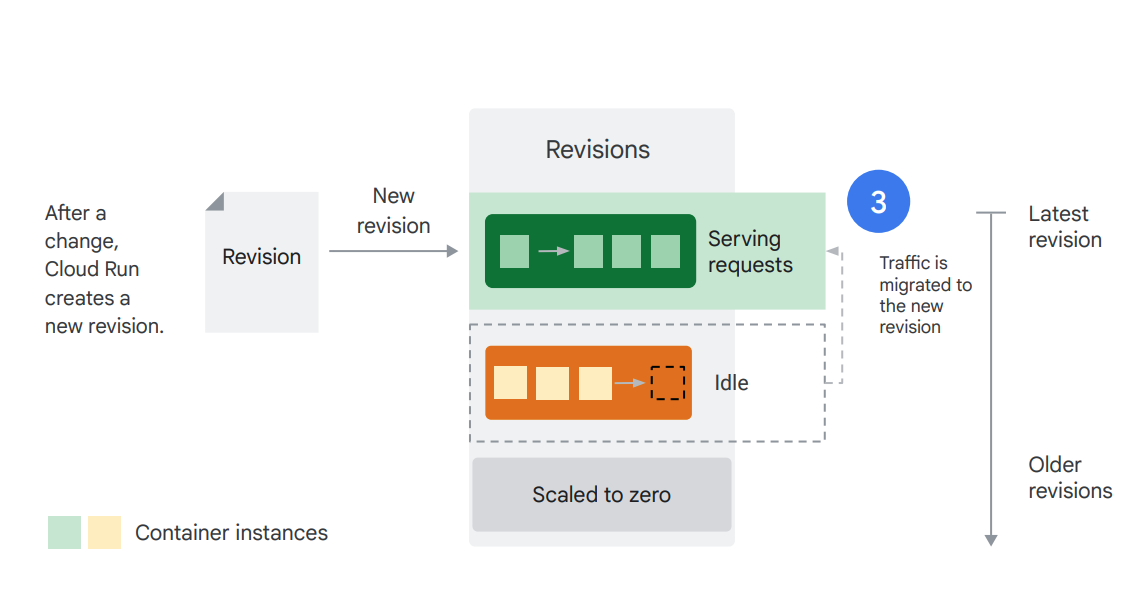 Revisions
After a
change,
Cloud Run
creates a
new revision.
Revision
New
revision
Serving
requests
3
Traffic is
migrated to
the new
revision
Latest
revision
Idle
Scaled to zero
Older
revisions
Container instances